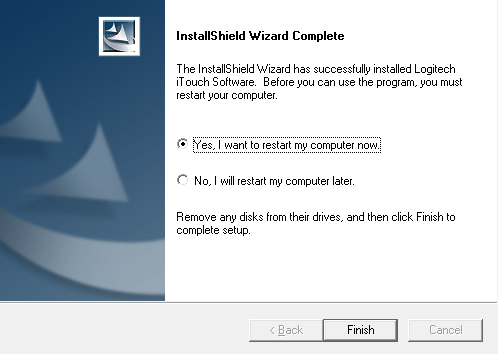 InstallShield Wizard Complete
The InstallShield Wizard has successfully installed Logitech
iTouch Software.  Before you can use the program, you must
restart your computer.
Yes, I want to restart my computer now.
No, I will restart my computer later.
Remove any disks from their drives, and then click Finish to
complete setup.
< Back
Finish
Cancel